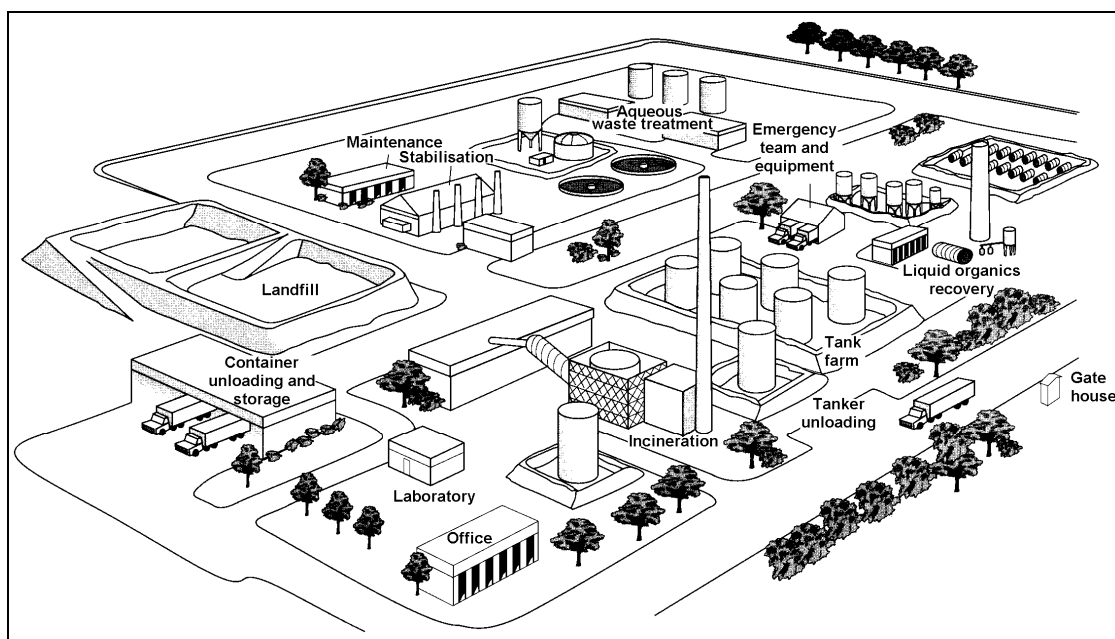 Aqueous
waste treatment
Emergency
team and
equipment
Maintenance
Stabilisation
Liquid organics
recovery
Landfill
Container
unloading and
storage
Tank
farm
Gate
house
Tanker
unloading
Incineration
Laboratory
Office